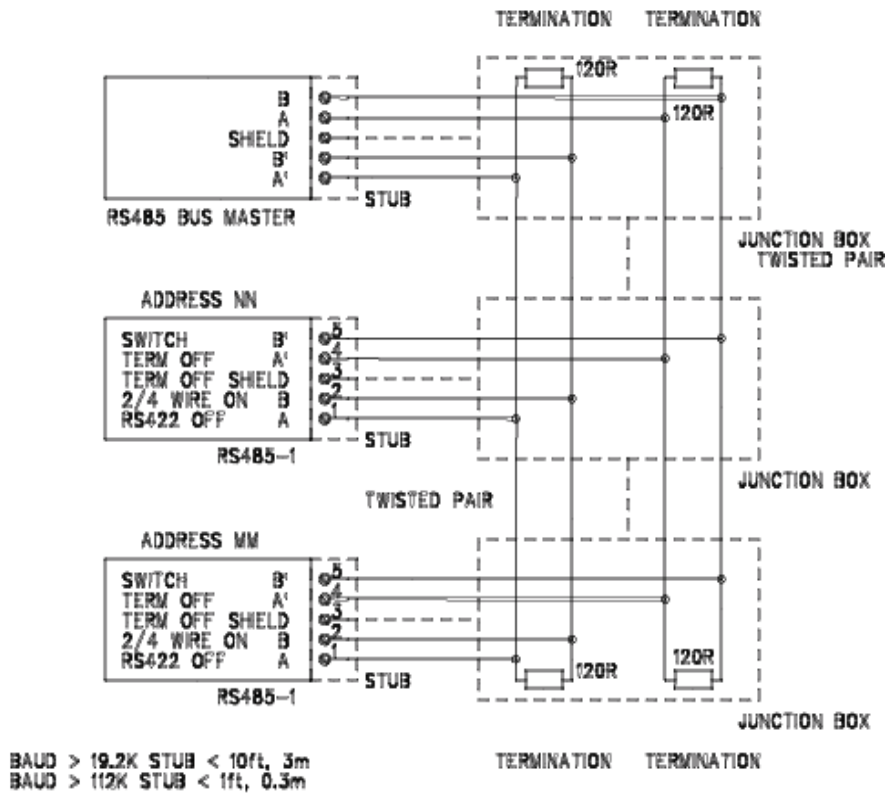 TERMINATION TERMINATION
120R
120R
B
A
SHIELD
B'
A'
STUB
RS485 BUS MASTER
JUNCTION BOX
TWISTED PAIR
ADDRESS NN
SWITCH B' 5
TERM OFF A' 4
TERM OFF SHIELD 3
2/4 WIRE ON B 2
RS422 OFF A 1
STUB
RS485-1
JUNCTION BOX
TWISTED PAIR
ADDRESS MM
SWITCH B' 5
TERM OFF A' 4
TERM OFF SHIELD 3
2/4 WIRE ON B 2
RS422 OFF A 1
120R
120R
STUB
RS485-1
JUNCTION BOX
BAUD > 19.2K STUB < 10ft, 3m
BAUD > 112K STUB < 1ft, 0.3m
TERMINATION TERMINATION